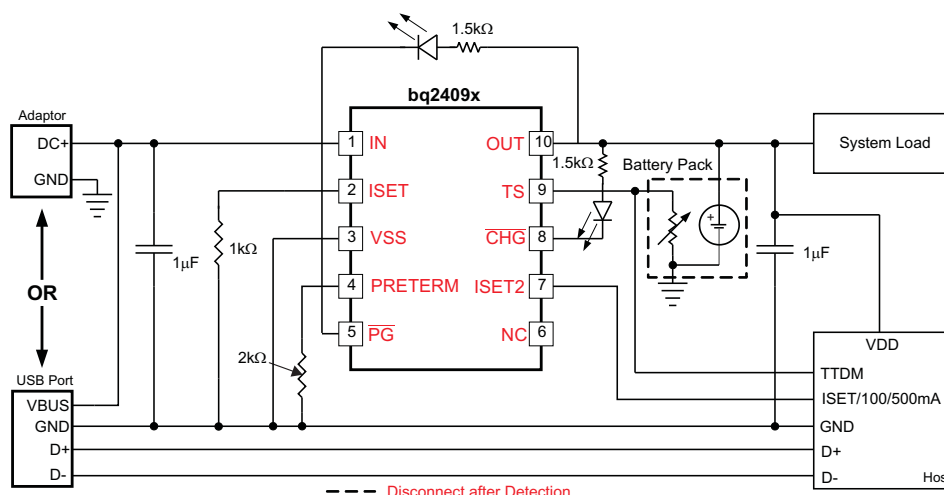 1.5kΩ
bq2409x
Adaptor
DC+
GND
1 IN
OUT 10
System Load
1.5kΩ
Battery Pack
2 ISET
TS 9
+
3 VSS
CHG 8
1kΩ
1μF
1μF
4 PRETERM
ISET2 7
OR
5 PG
NC 6
2kΩ
VDD
USB Port
TTDM
VBUS
ISET/100/500mA
GND
GND
D+
D+
D-
D-
Disconnect after Detection